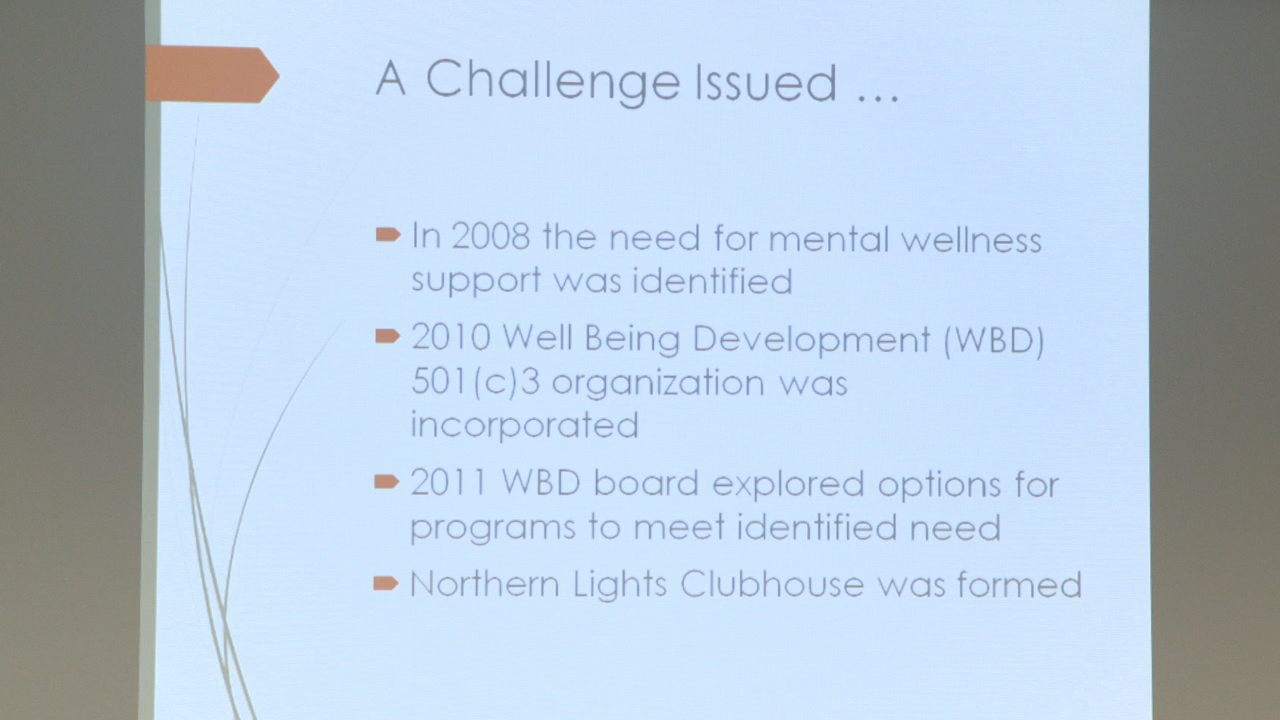 A Challenge Issued ...
In 2008 the need for mental wellness
support was identified
2010 Well Being Development (WBD)
501(c)3 organization was
incorporated
2011 WBD board explored options for
programs to meet identified need
Northern Lights Clubhouse was formed